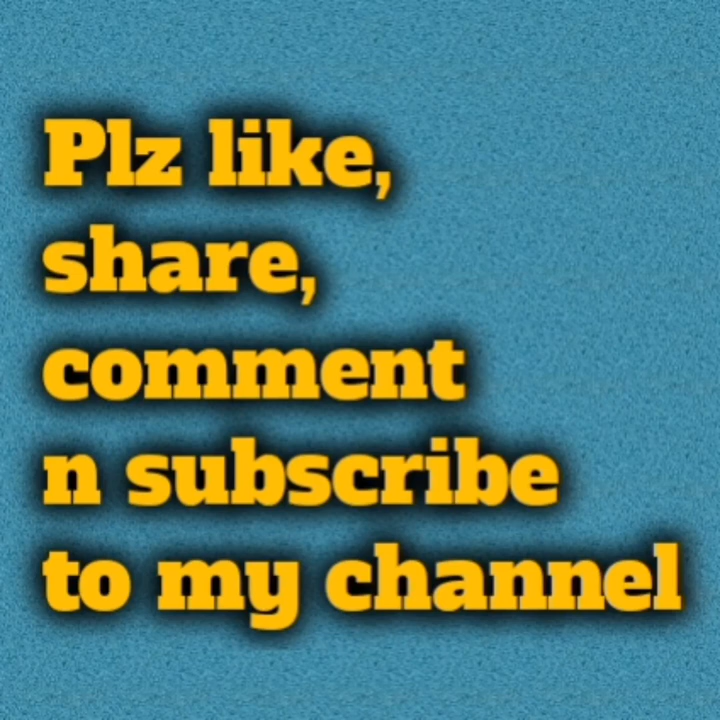 Plz like,
share,
comment
n subscribe
to my channel